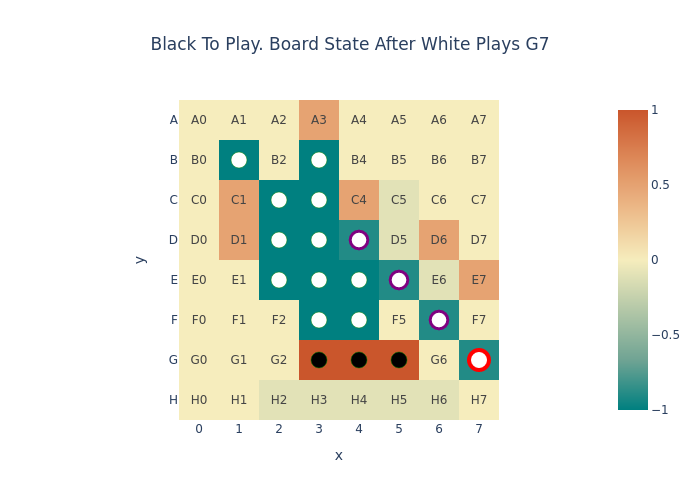 Black To Play. Board State After White Plays G7
A A0 A1 A2 A3 A4 A5 A6 A7
B B0 B2 B4 B5 B6 B7
C C0 C1 C4 C5 C6 C7
D D0 D1 D5 D6 D7
E E0 E1 E6 E7
F F0 F1 F2 F5 F7
G G0 G1 G2 G6
H H0 H1 H2 H3 H4 H5 H6 H7
0 1 2 3 4 5 6 7
x
y
1
0.5
0
−0.5
−1